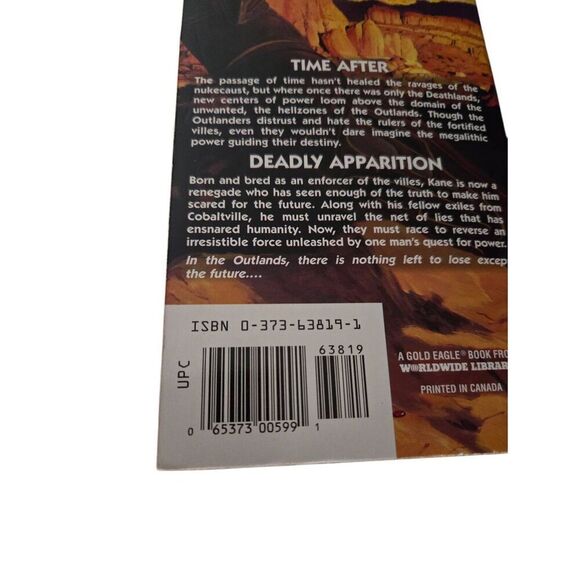 TIME AFTER
The passage of time hasn't healed the ravages of the
nukecaust, but where once there was only the Deathlands,
new centers of power loom above the domain of the
unwanted, the hellzones of the Outlands. Though the
Outlanders distrust and hate the rulers of the fortified
villes, even they wouldn't dare imagine the megalithic
power guiding their destiny.
DEADLY APPARITION
Born and bred as an enforcer of the villes, Kane is now a
renegade who has seen enough of the truth to make him
scared for the future. Along with his fellow exiles from
Cobaltville, he must unravel the net of lies that has
ensnared humanity. Now, they must race to reverse an
irresistible force unleashed by one man's quest for power.
In the Outlands, there is nothing left to lose excep
the future....
ISBN 0-373-63819-1
63819
UPC
0 65373 00599 1
A GOLD EAGLE® BOOK FRO
WORLDWIDE LIBRAR
PRINTED IN CANADA